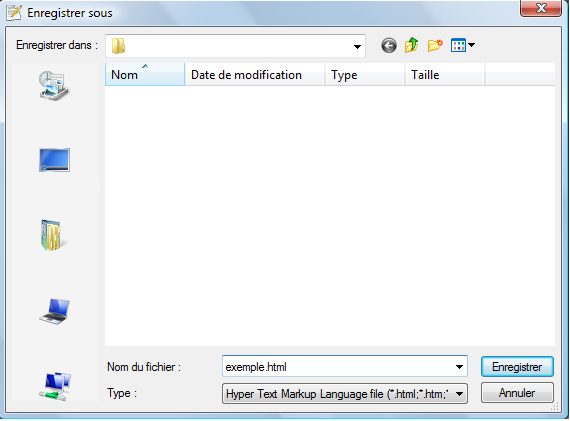 Enregistrer sous
Enregistrer dans :
Nom Date de modification Type Taille
Nom du fichier : exemple.html Enregistrer
Type : Hyper Text Markup Language file (*.html;*.htm;* Annuler